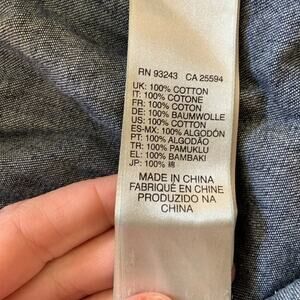 RN 93243 CA 25594
UK: 100% COTTON
IT: 100% COTONE
FR: 100% COTON
DE: 100% BAUMWOLLE
US: 100% COTTON
ES-MX: 100% ALGODÓN
PT: 100% ALGODÃO
TR: 100% PAMUKLU
EL: 100% BAMBAKI
JP: 100% 綿
MADE IN CHINA
FABRIQUÉ EN CHINE
PRODUZIDO NA
CHINA